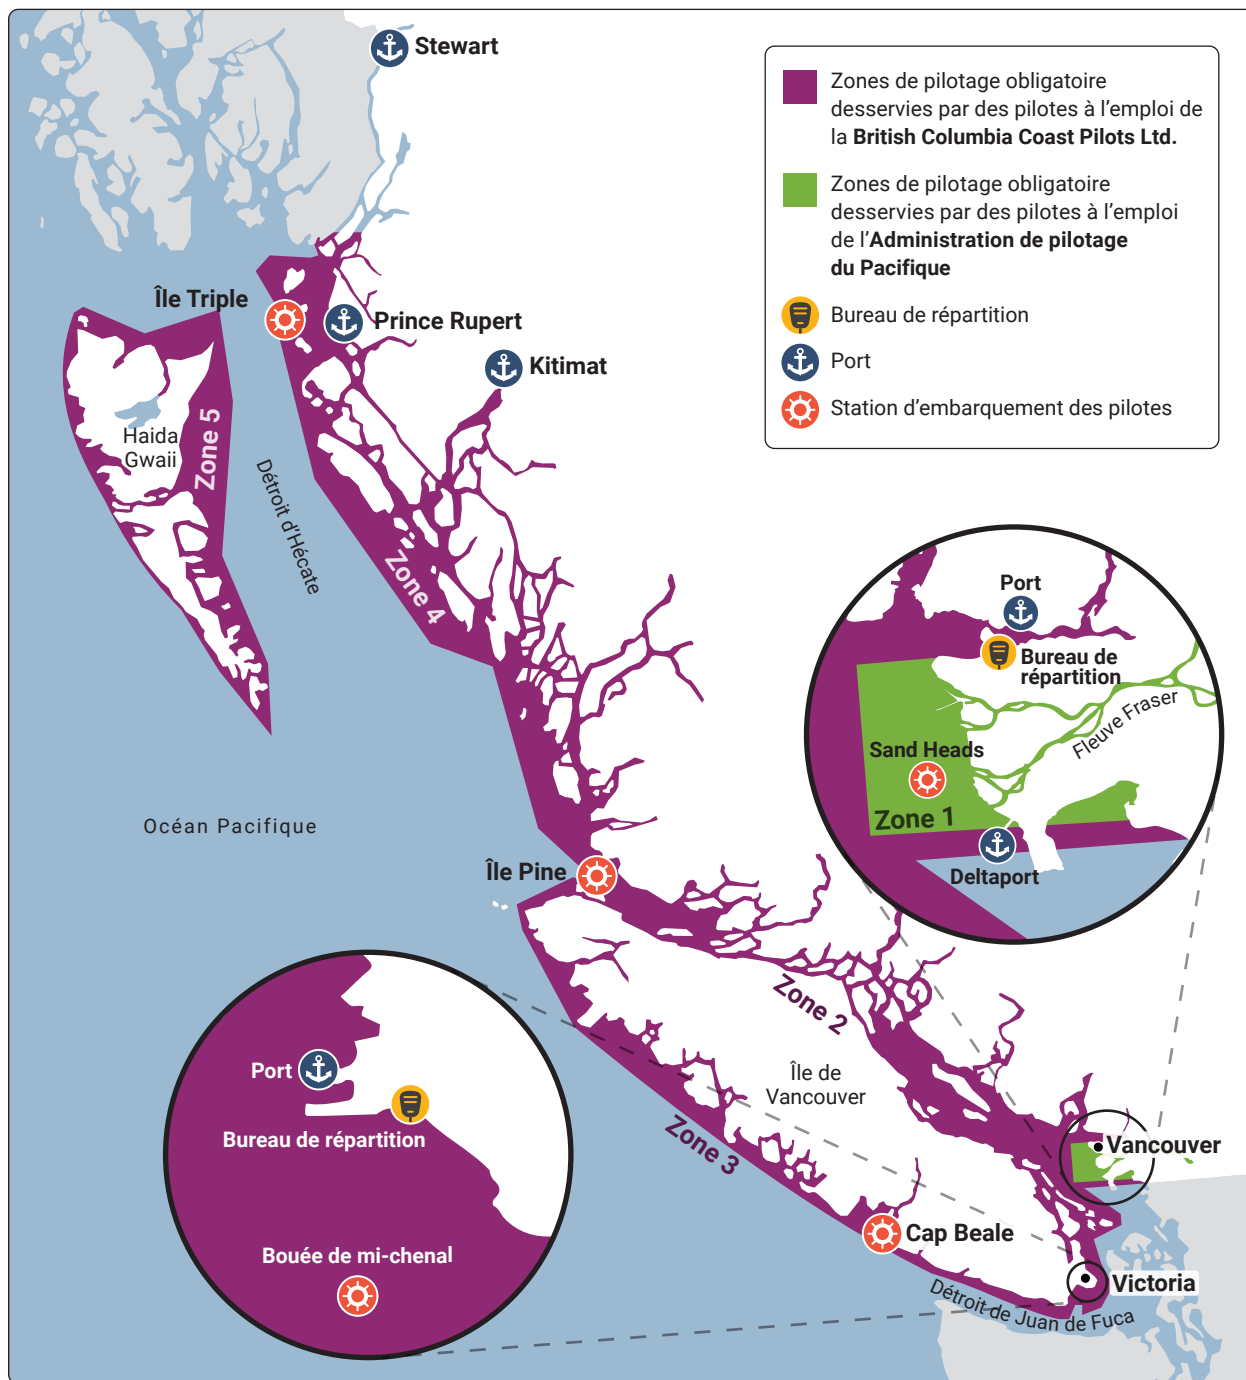 Stewart
Zones de pilotage obligatoire
desservies par des pilotes à l'emploi de
la British Columbia Coast Pilots Ltd.
Zones de pilotage obligatoire
desservies par des pilotes à l'emploi
de l'Administration de pilotage
du Pacifique
Bureau de répartition
Port
Station d'embarquement des pilotes
Île Triple
Prince Rupert
Kitimat
Haida
Gwaii
Zone 5
Détroit d'Hécate
Zone 4
Port
Bureau de
répartition
Fleuve Fraser
Sand Heads
Zone 1
Deltaport
Océan Pacifique
Île Pine
Zone 2
Île de
Vancouver
Zone 3
Port
Bureau de répartition
Bouée de mi-chenal
Vancouver
Cap Beale
Victoria
Détroit de Juan de Fuca